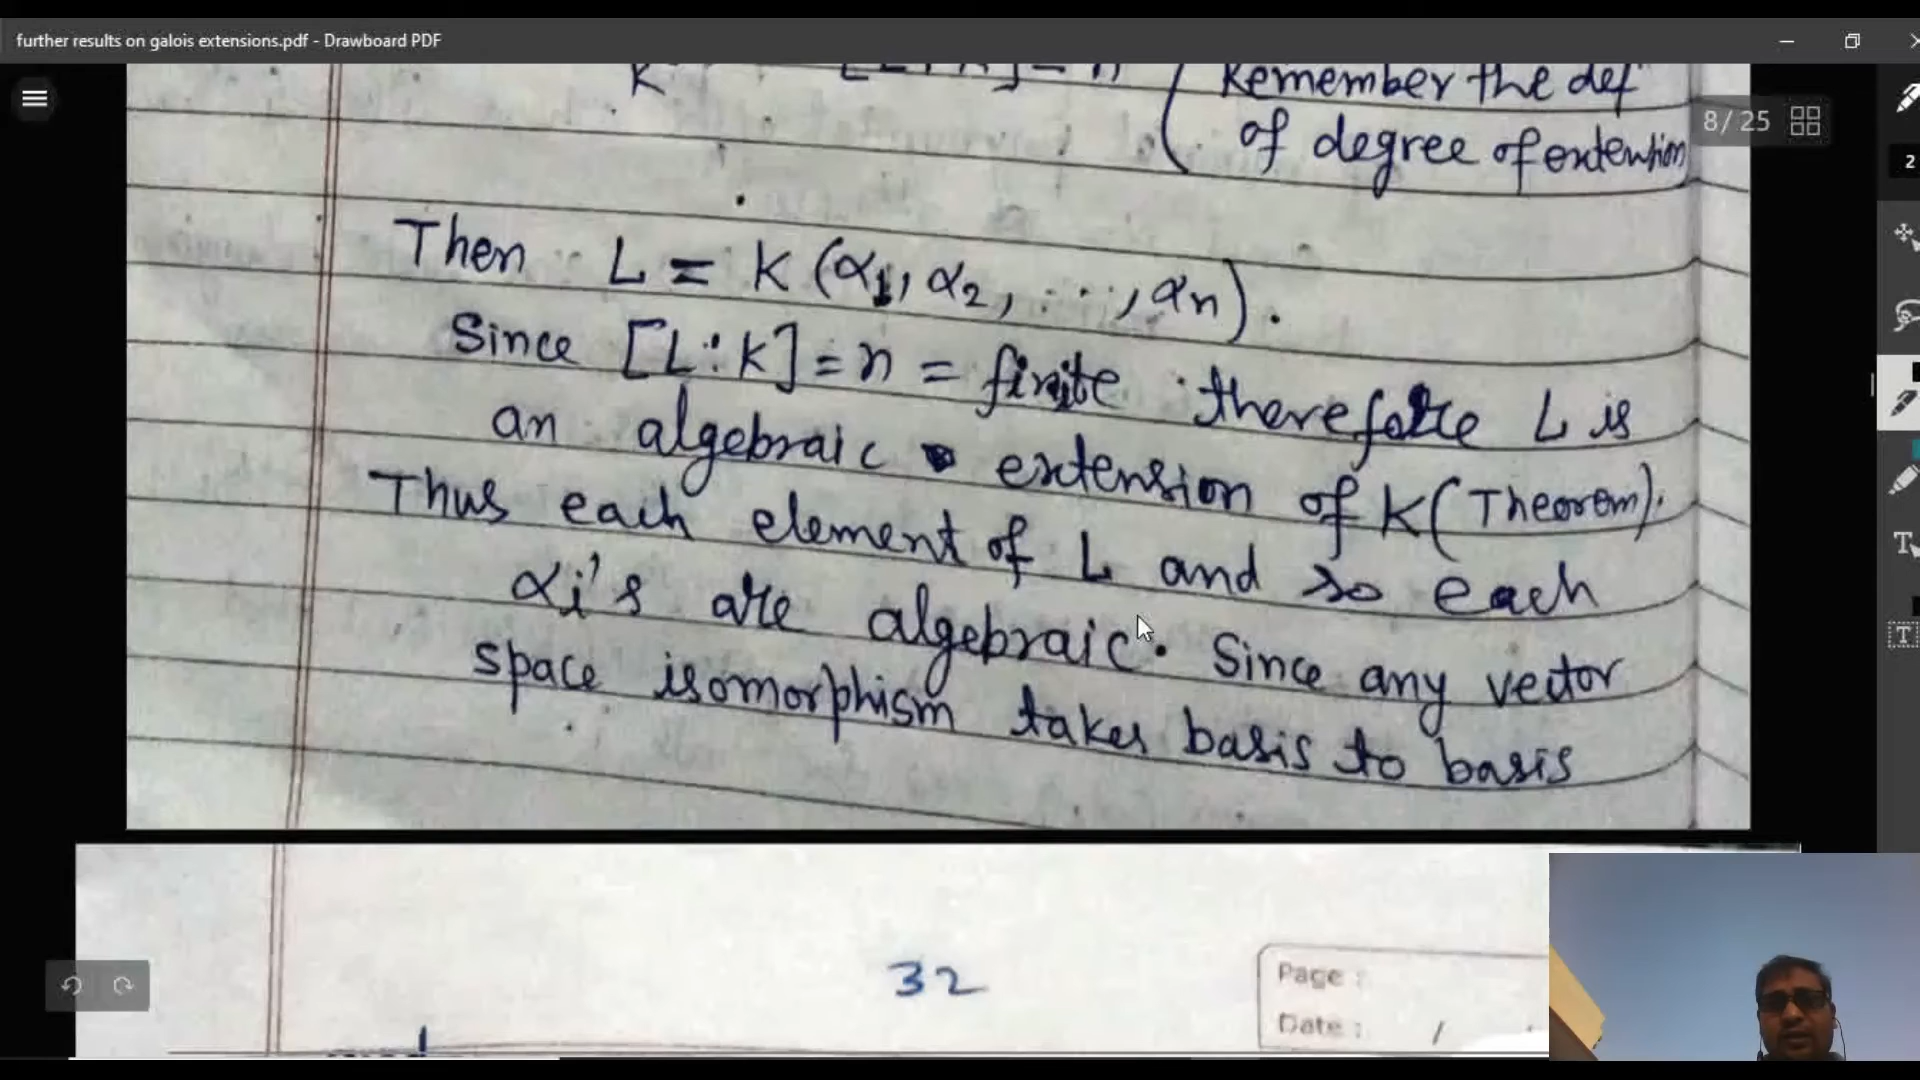 further results on galois extensions.pdf - Drawboard PDF
Remember the def
of degree of extention
8/25
2
Then L = K (α1, α2, ..., αn).
Since [L:K] = n = finite therefore L is
an algebraic extension of K (Theorem).
Thus each element of L and so each
αi's are algebraic. Since any vector
space isomorphism takes basis to basis
32
Page :
Date : /